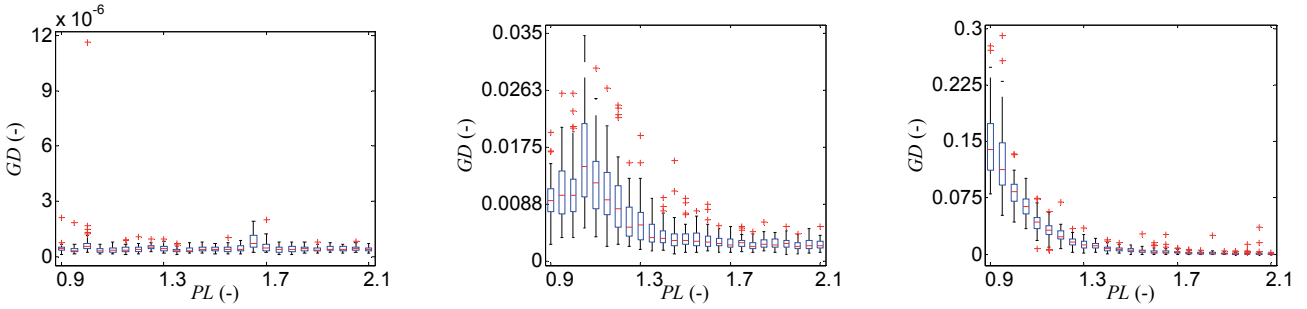 x 10-6
12
9
6
3
0
GD (-)
0.9 1.3 1.7 2.1
PL (-)
0.035
0.0263
0.0175
0.0088
0
GD (-)
0.9 1.3 1.7 2.1
PL (-)
0.3
0.225
0.15
0.075
0
GD (-)
0.9 1.3 1.7 2.1
PL (-)